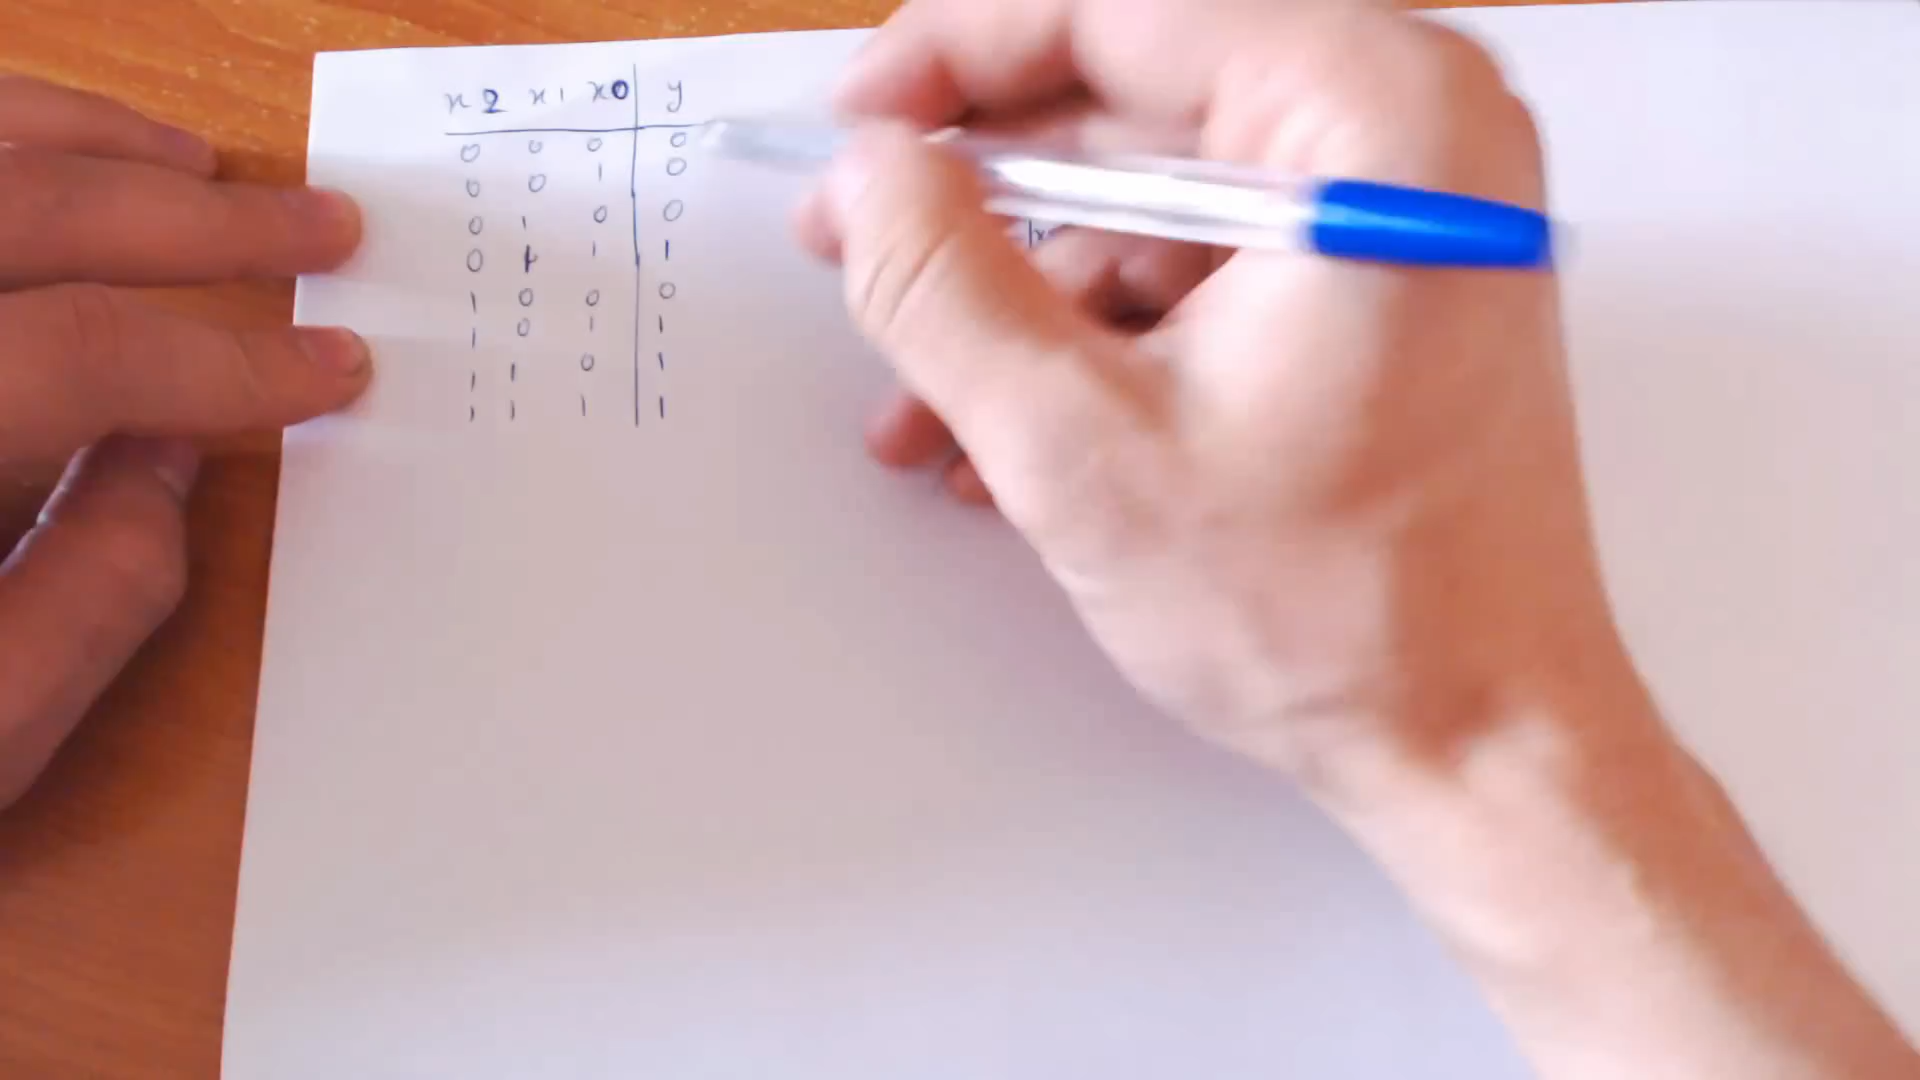 x2 x1 x0 y
0 0 0 0
0 0 1 0
0 1 0 0
0 1 1 1
1 0 0 0
1 0 1 1
1 1 0 1
1 1 1 1